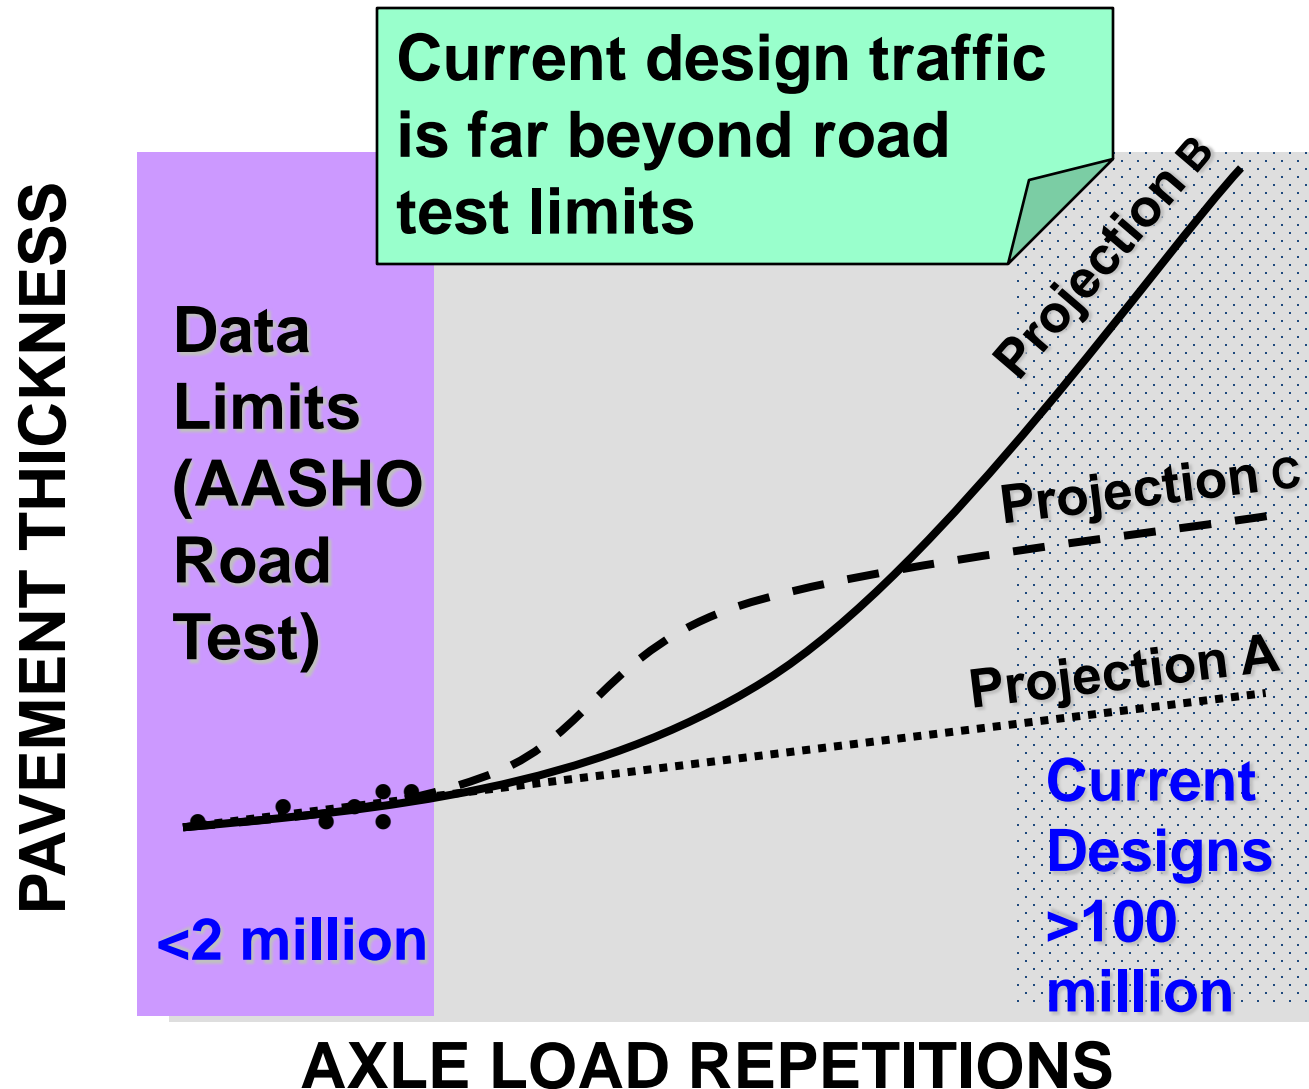 Current design traffic
is far beyond road
test limits
PAVEMENT THICKNESS
Data
Limits
(AASHO
Road
Test)
<2 million
Projection B
Projection C
Projection A
Current
Designs
>100
million
AXLE LOAD REPETITIONS